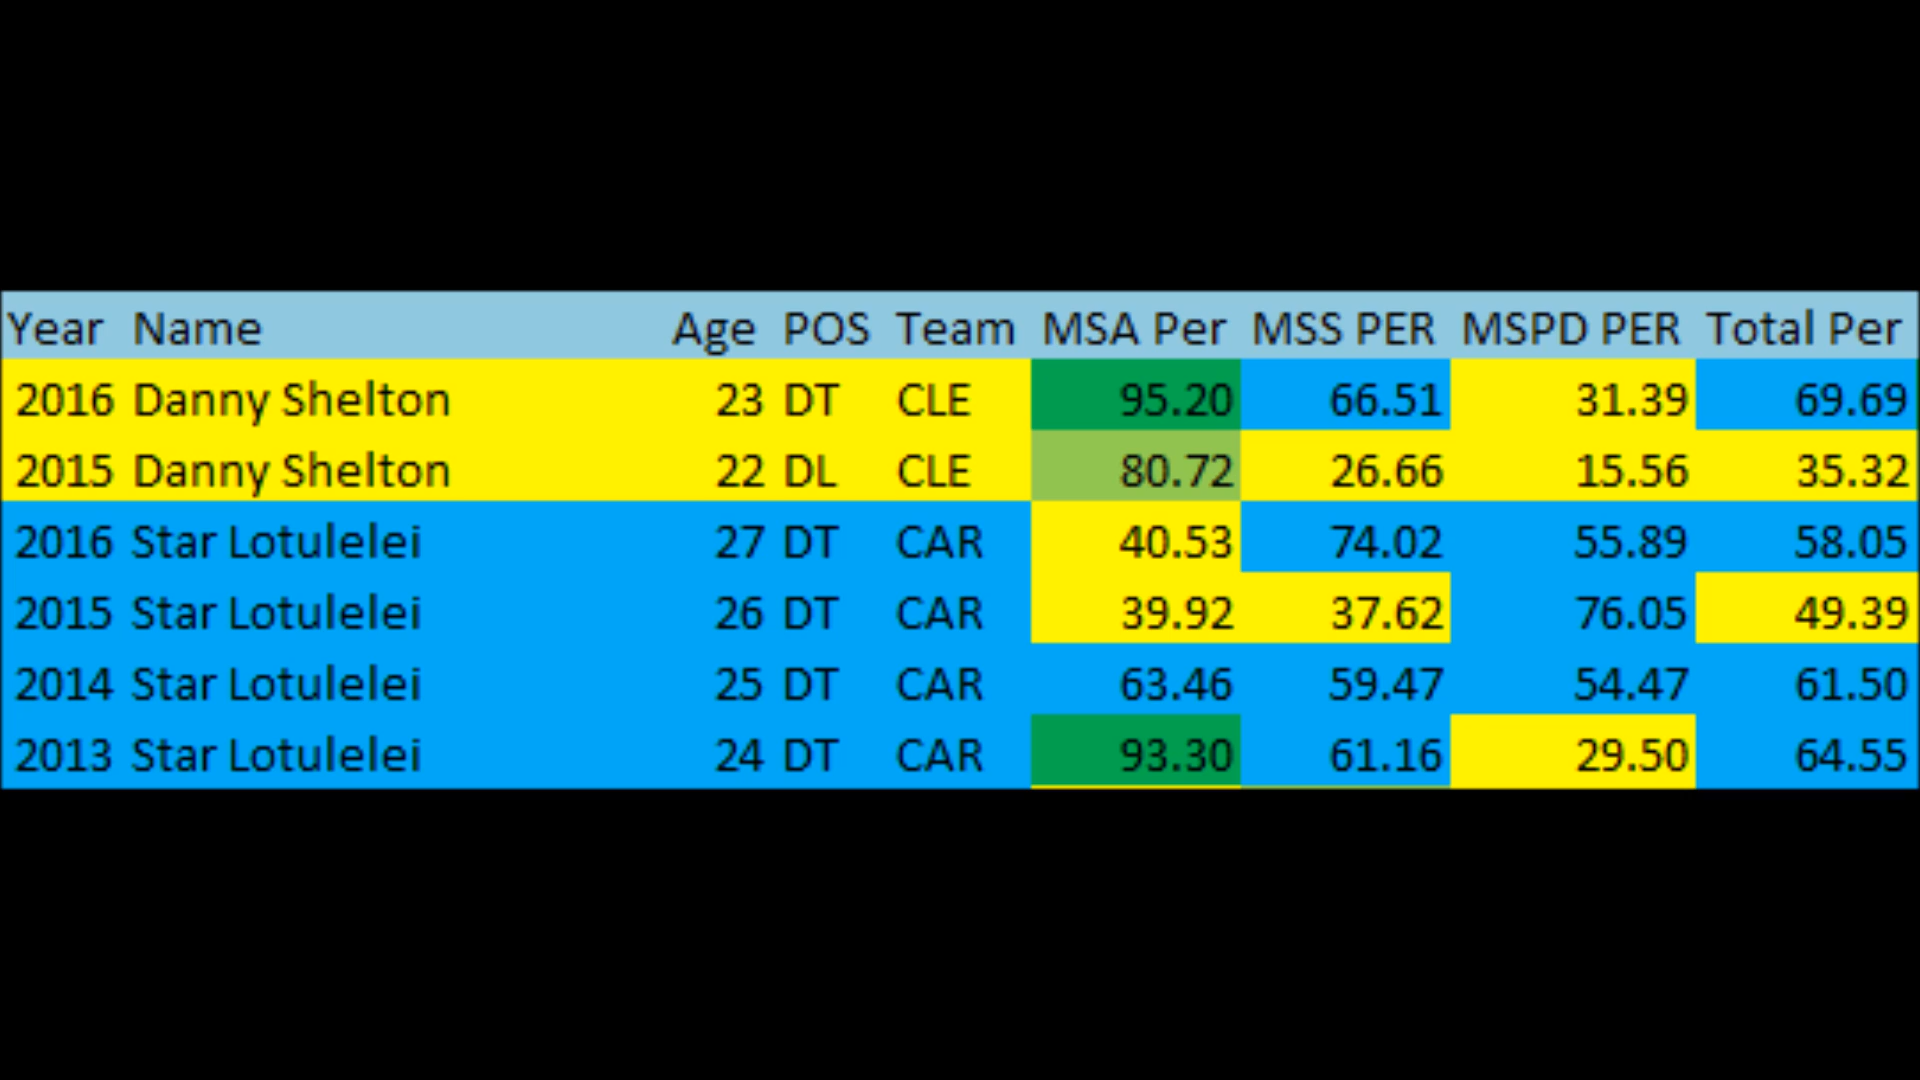 Year Name Age POS Team MSA Per MSS PER MSPD PER Total Per
2016 Danny Shelton 23 DT CLE 95.20 66.51 31.39 69.69
2015 Danny Shelton 22 DL CLE 80.72 26.66 15.56 35.32
2016 Star Lotulelei 27 DT CAR 40.53 74.02 55.89 58.05
2015 Star Lotulelei 26 DT CAR 39.92 37.62 76.05 49.39
2014 Star Lotulelei 25 DT CAR 63.46 59.47 54.47 61.50
2013 Star Lotulelei 24 DT CAR 93.30 61.16 29.50 64.55